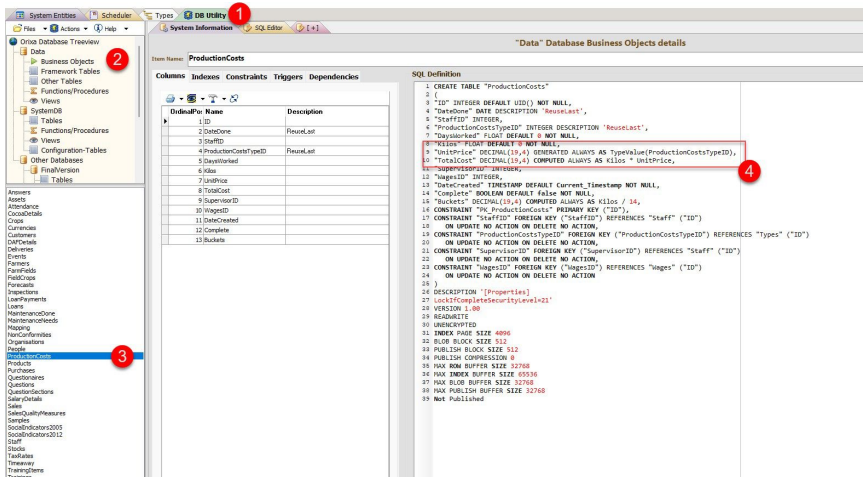 System Entities
Scheduler
Types
DB Utility
1
Files
Actions
Help
System Information
SQL Editor
[ + ]
Orixa Database Treeview
Data
Business Objects
2
Framework Tables
Other Tables
Functions/Procedures
Views
SystemDB
Tables
Functions/Procedures
Views
Configuration-Tables
Other Databases
FinalVersion
Tables
Answers
Assets
Attendance
CocoaDetails
Crops
Currencies
Customers
DAPDetails
Deliveries
Events
Farmers
FarmFields
FieldCrops
Forecasts
Inspections
LoanPayments
Loans
MaintenanceDone
MaintenanceNeeds
Mapping
NonConformities
Organisations
People
ProductionCosts
3
Products
Purchases
Questionaires
Questions
QuestionSections
SalaryDetails
Sales
SalesQualityMeasures
Samples
SocialIndicators2005
SocialIndicators2012
Staff
Stocks
TaxRates
Timeaway
TrainingItems
"Data" Database Business Objects details
Item Name: ProductionCosts
Columns Indexes Constraints Triggers Dependencies
OrdinalPos Name Description
1 ID
2 DateDone ReuseLast
3 StaffID
4 ProductionCostsTypeID ReuseLast
5 DaysWorked
6 Kilos
7 UnitPrice
8 TotalCost
9 SupervisorID
10 WagesID
11 DateCreated
12 Complete
13 Buckets
SQL Definition
1 CREATE TABLE "ProductionCosts"
2 (
3 "ID" INTEGER DEFAULT UID() NOT NULL,
4 "DateDone" DATE DESCRIPTION 'ReuseLast',
5 "StaffID" INTEGER,
6 "ProductionCostsTypeID" INTEGER DESCRIPTION 'ReuseLast',
7 "DaysWorked" FLOAT DEFAULT 0 NOT NULL,
8 "Kilos" FLOAT DEFAULT 0 NOT NULL,
9 "UnitPrice" DECIMAL(19,4) GENERATED ALWAYS AS TypeValue(ProductionCostsTypeID),
10 "TotalCost" DECIMAL(19,4) COMPUTED ALWAYS AS Kilos * UnitPrice,
4
11 "SupervisorID" INTEGER,
12 "WagesID" INTEGER,
13 "DateCreated" TIMESTAMP DEFAULT Current_Timestamp NOT NULL,
14 "Complete" BOOLEAN DEFAULT false NOT NULL,
15 "Buckets" DECIMAL(19,4) COMPUTED ALWAYS AS Kilos / 14,
16 CONSTRAINT "PK_ProductionCosts" PRIMARY KEY ("ID"),
17 CONSTRAINT "StaffID" FOREIGN KEY ("StaffID") REFERENCES "Staff" ("ID")
18 ON UPDATE NO ACTION ON DELETE NO ACTION,
19 CONSTRAINT "ProductionCostsTypeID" FOREIGN KEY ("ProductionCostsTypeID") REFERENCES "Types" ("ID")
20 ON UPDATE NO ACTION ON DELETE NO ACTION,
21 CONSTRAINT "SupervisorID" FOREIGN KEY ("SupervisorID") REFERENCES "Staff" ("ID")
22 ON UPDATE NO ACTION ON DELETE NO ACTION,
23 CONSTRAINT "WagesID" FOREIGN KEY ("WagesID") REFERENCES "Wages" ("ID")
24 ON UPDATE NO ACTION ON DELETE NO ACTION
25 )
26 DESCRIPTION '[Properties]
27 LockIfCompleteSecurityLevel=21'
28 VERSION 1.00
29 READWRITE
30 UNENCRYPTED
31 INDEX PAGE SIZE 4096
32 BLOB BLOCK SIZE 512
33 PUBLISH BLOCK SIZE 512
34 PUBLISH COMPRESSION 0
35 MAX ROW BUFFER SIZE 32768
36 MAX INDEX BUFFER SIZE 65536
37 MAX BLOB BUFFER SIZE 32768
38 MAX PUBLISH BUFFER SIZE 32768
39 Not Published